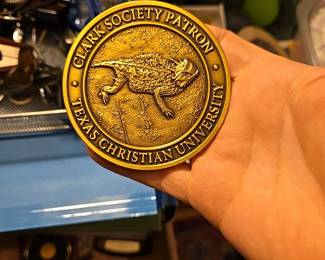 CLARK SOCIETY PATRON
TEXAS CHRISTIAN UNIVERSITY